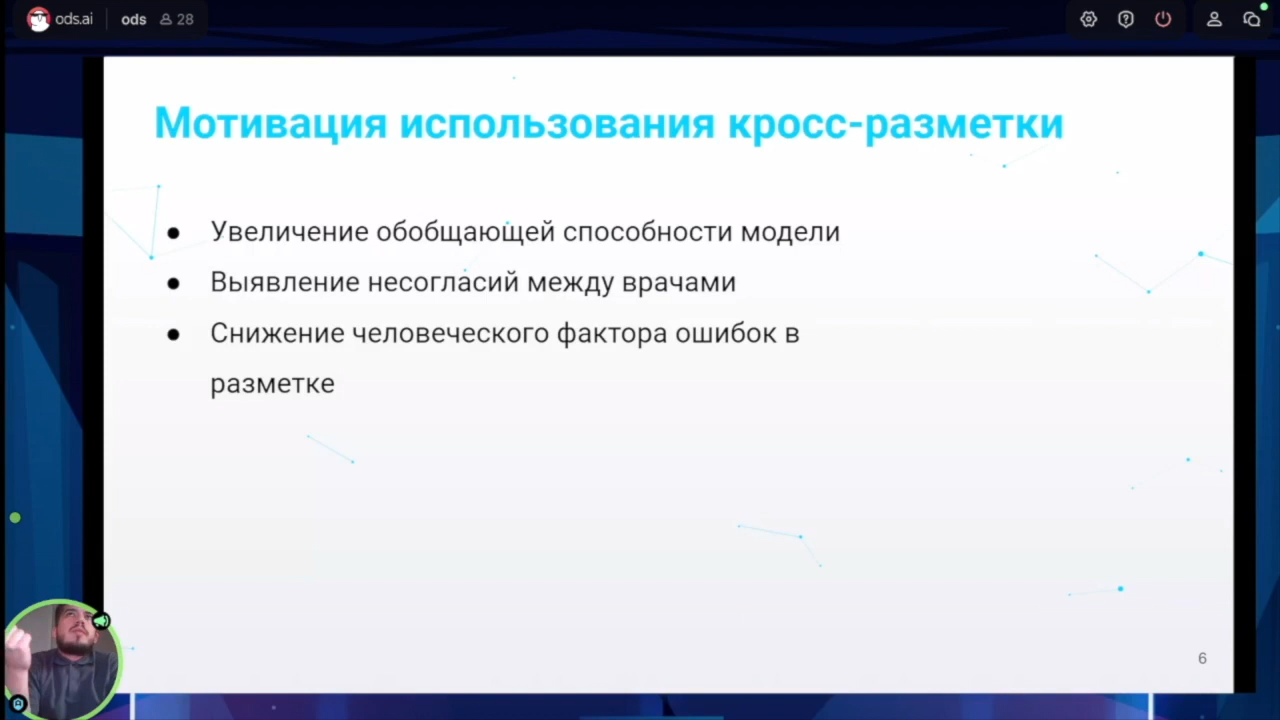 ods.ai
ods
28
Мотивация использования кросс-разметки
● Увеличение обобщающей способности модели
● Выявление несогласий между врачами
● Снижение человеческого фактора ошибок в
разметке
6